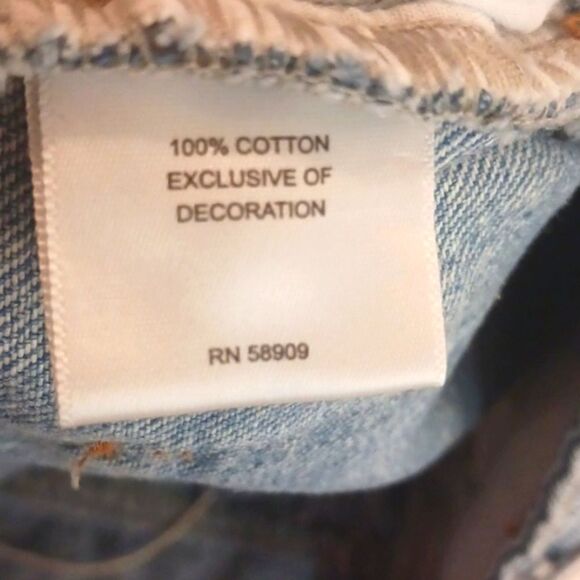 100% COTTON
EXCLUSIVE OF
DECORATION
RN 58909